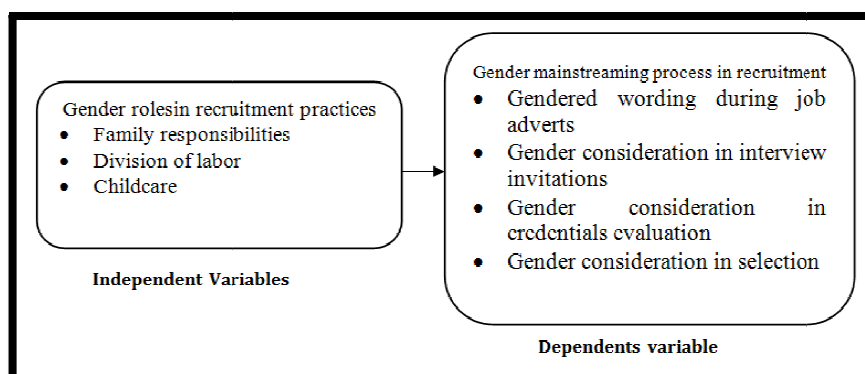 Gender rolesin recruitment practices
• Family responsibilities
• Division of labor
• Childcare
Independent Variables
Gender mainstreaming process in recruitment
• Gendered wording during job
adverts
• Gender consideration in interview
invitations
• Gender consideration in
credentials evaluation
• Gender consideration in selection
Dependents variable